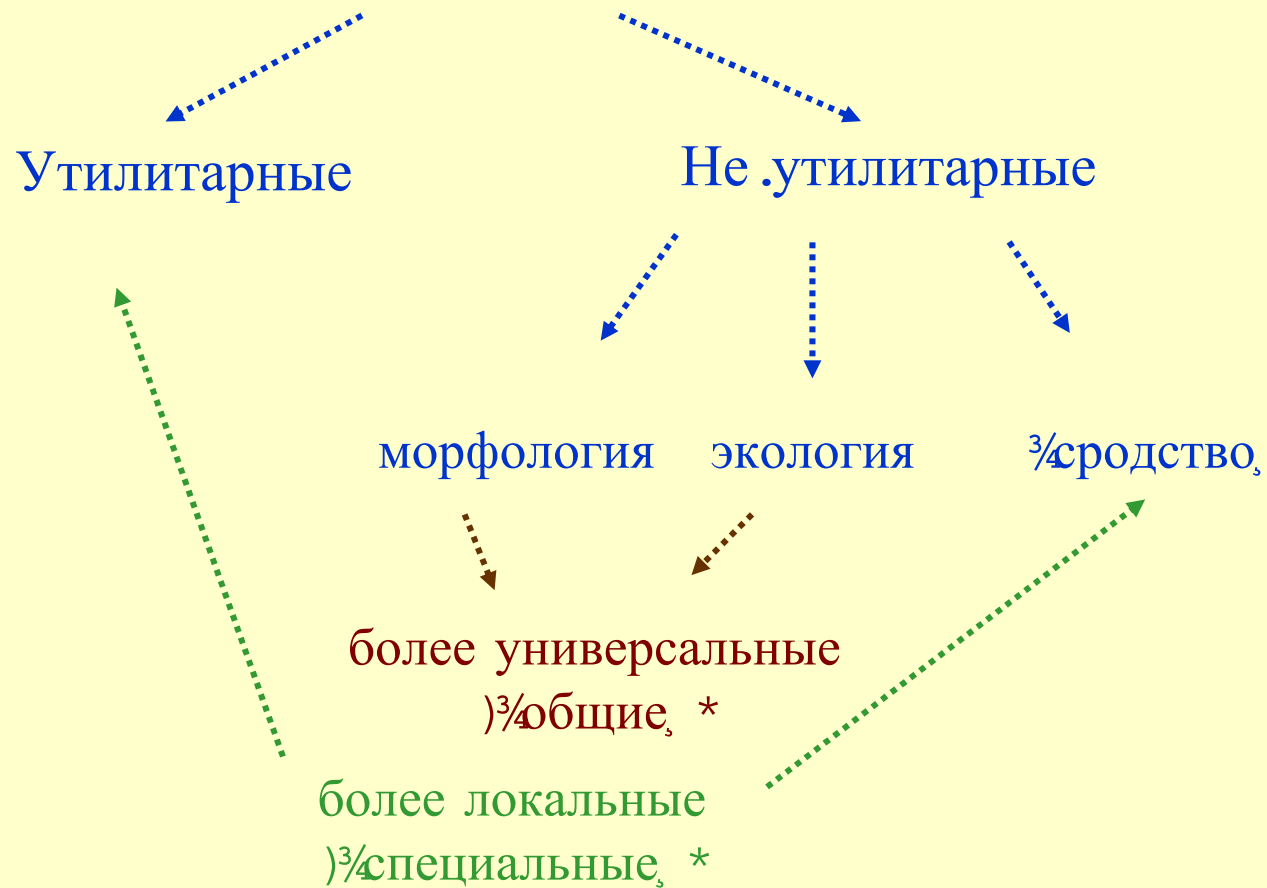 Утилитарные
Не .утилитарные
морфология экология ¾сродство¸
более универсальные
)¾общие¸ *
более локальные
)¾специальные¸ *